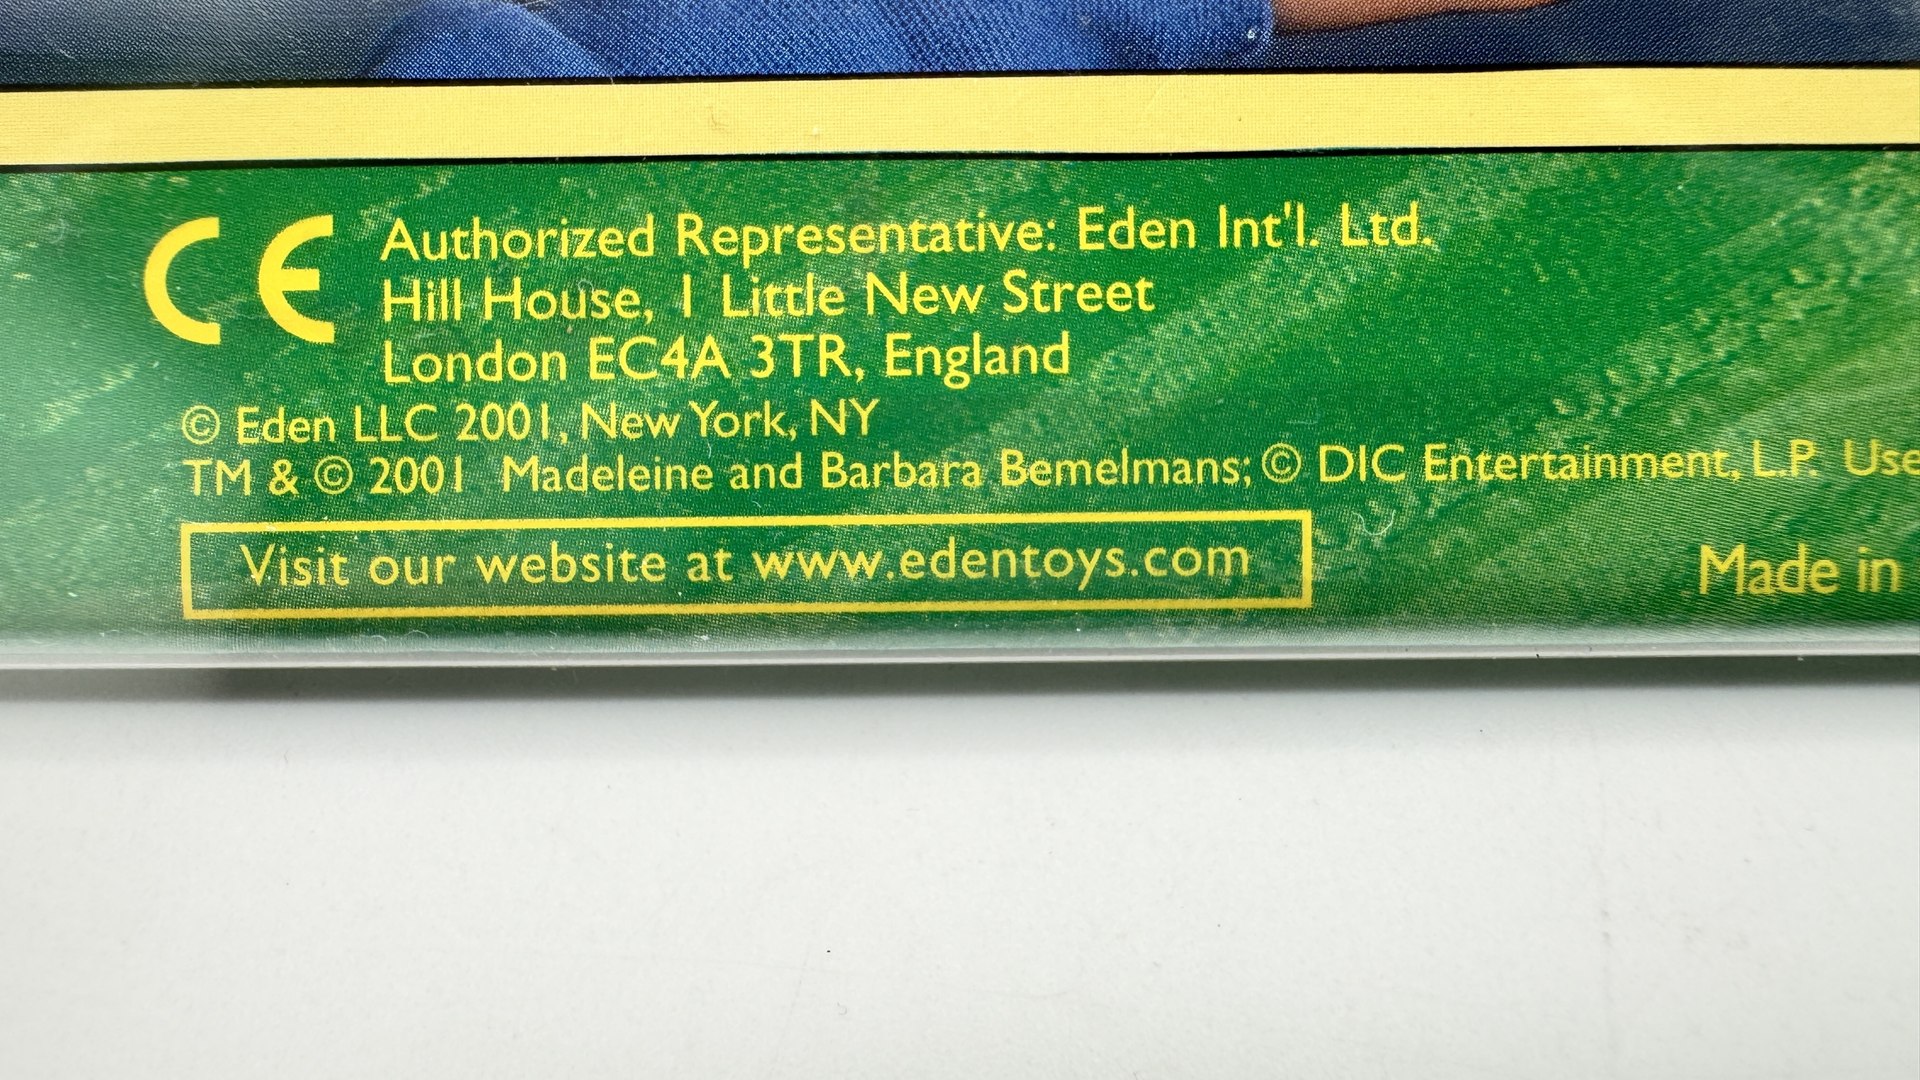 CE Authorized Representative: Eden Int'l. Ltd.
Hill House, 1 Little New Street
London EC4A 3TR, England
© Eden LLC 2001, New York, NY
TM & © 2001 Madeleine and Barbara Bemelmans; © DIC Entertainment, L.P. Use
Visit our website at www.edentoys.com
Made in